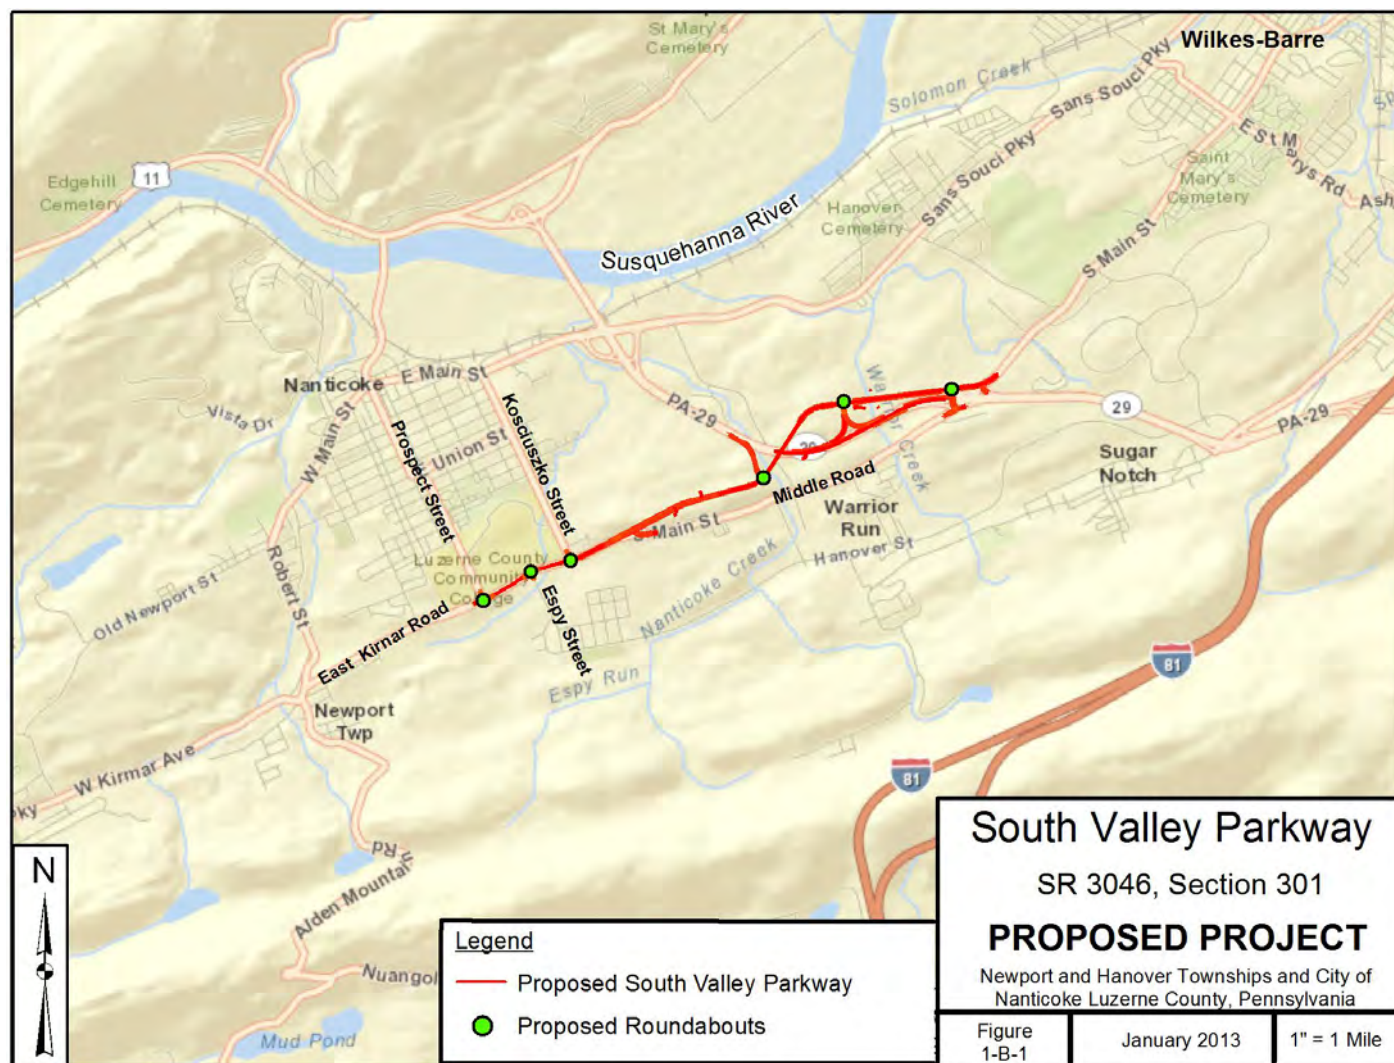 St Mary's
Cemetery
Wilkes-Barre
Solomon Creek
Sans Souci Pky
Sans Souci Pky
E St Marys Rd
Saint
Mary's
Cemetery
Ash
Edgehill
Cemetery
11
Hanover
Cemetery
Susquehanna River
S Main St
Nanticoke
E Main St
Vista Dr
W Main St
Union St
Prospect Street
Kosciuszko Street
PA-29
29
Warrior Creek
29
PA-29
Sugar
Notch
Middle Road
S Main St
Warrior
Run
Hanover St
Luzerne County
Community
College
Nanticoke Creek
Old Newport St
Robert St
East Kirnar Road
Espy Street
Espy Run
81
Newport
Twp
W Kirmar Ave
Pky
81
n Rd
Alden Mountain
Nuangol
Mud Pond
N
Legend
Proposed South Valley Parkway
Proposed Roundabouts
South Valley Parkway
SR 3046, Section 301
PROPOSED PROJECT
Newport and Hanover Townships and City of
Nanticoke Luzerne County, Pennsylvania
Figure
1-B-1
January 2013
1" = 1 Mile